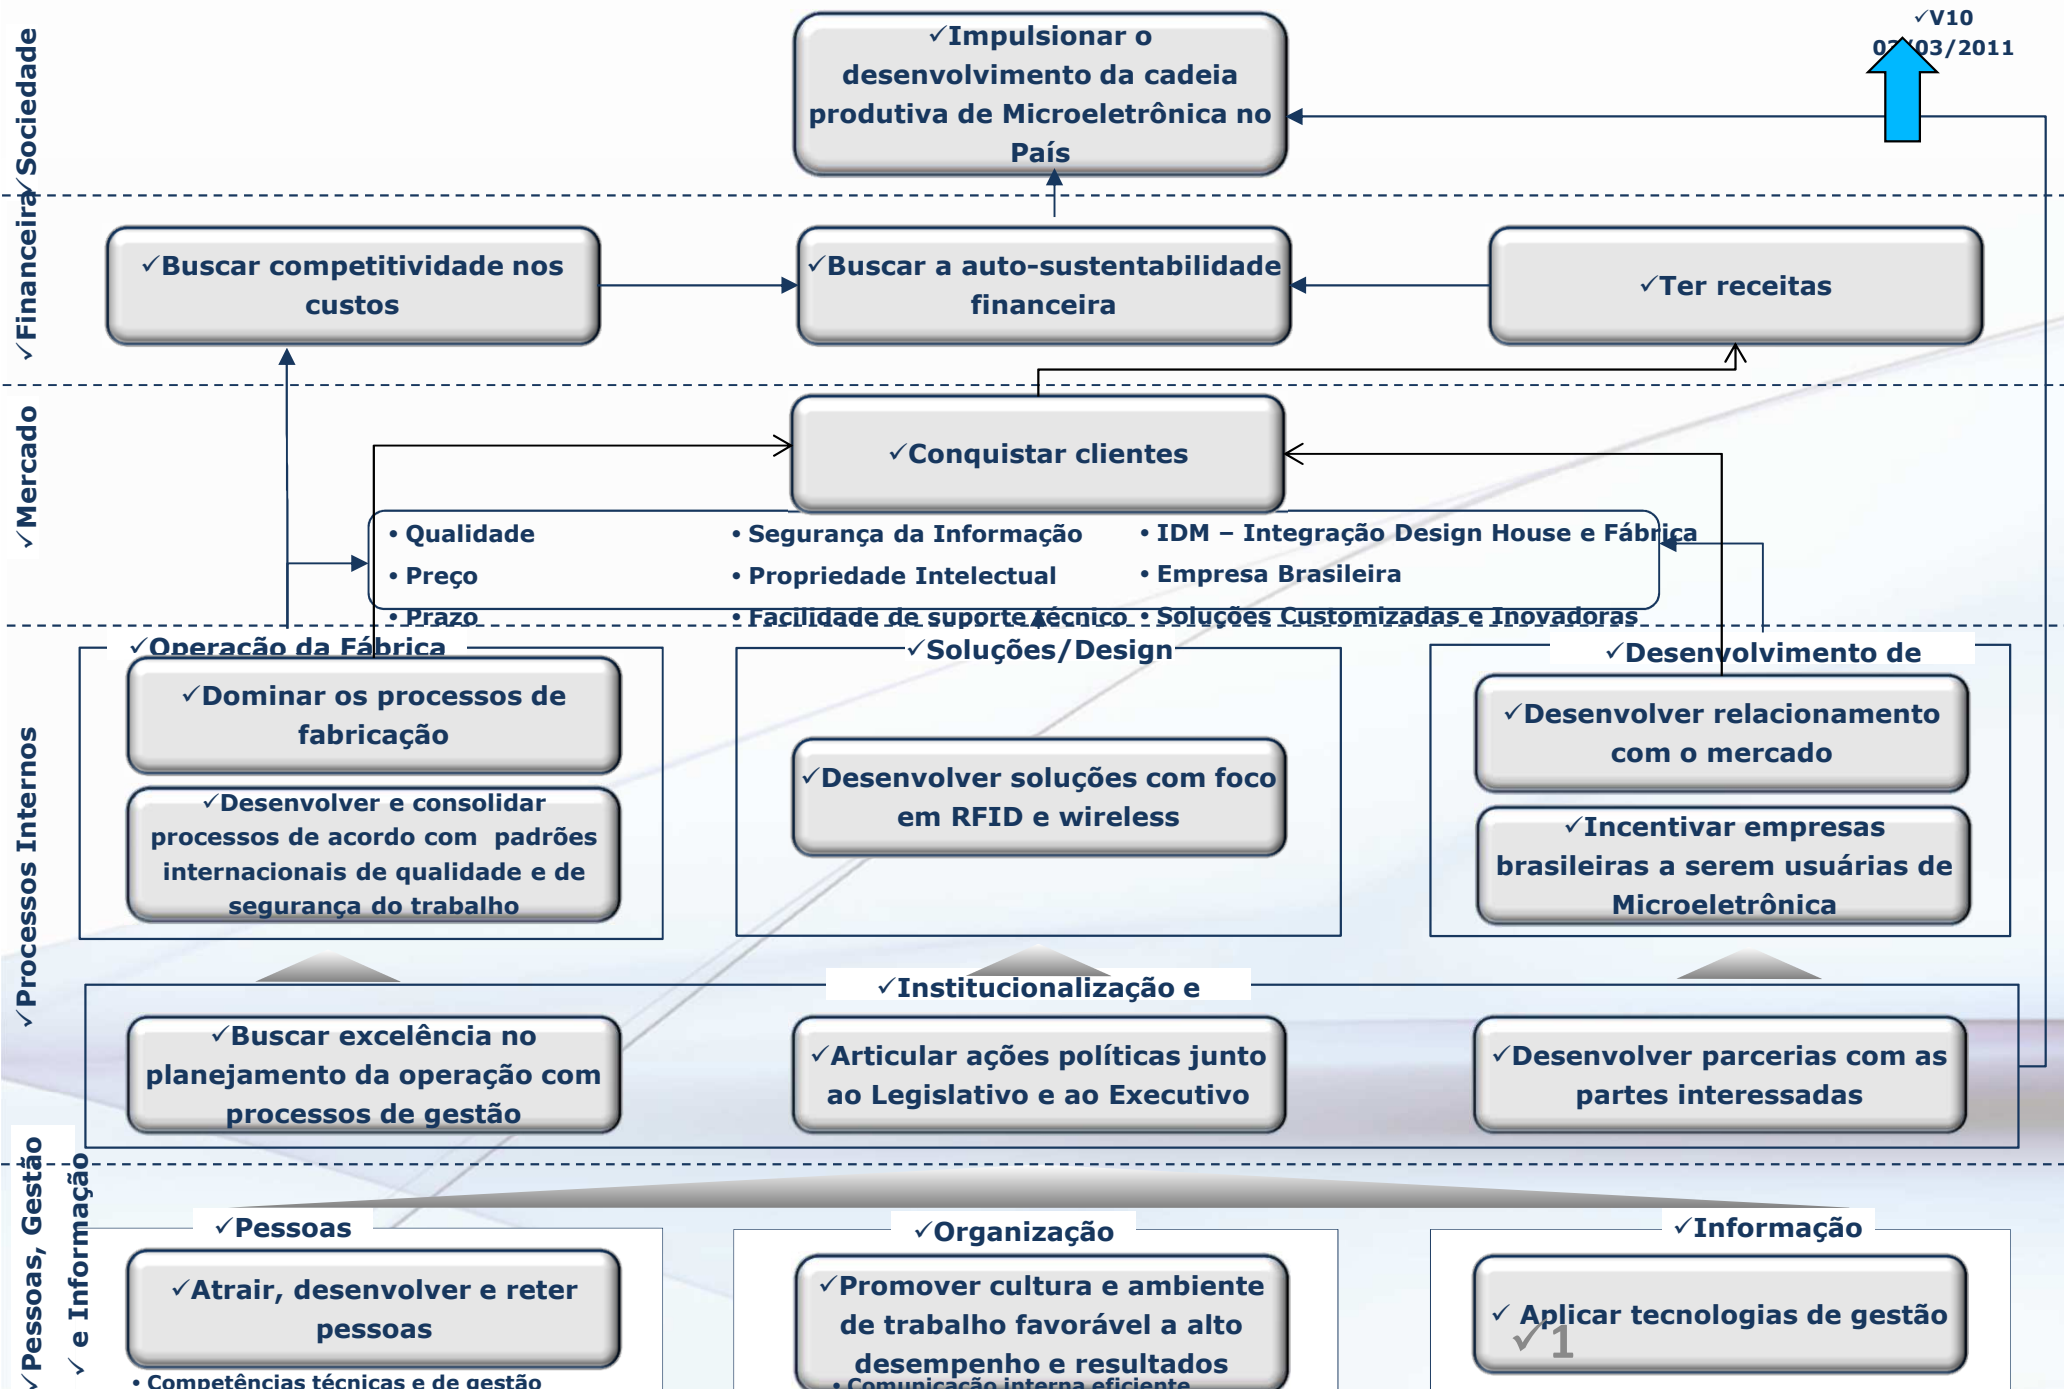 ✓V10
03/03/2011
✓Sociedade
✓Impulsionar o
desenvolvimento da cadeia
produtiva de Microeletrônica no
País
✓Financeira
✓Buscar competitividade nos
custos
✓Buscar a auto-sustentabilidade
financeira
✓Ter receitas
✓Mercado
✓Conquistar clientes
• Qualidade
• Preço
• Prazo
• Segurança da Informação
• Propriedade Intelectual
• Facilidade de suporte técnico
• IDM – Integração Design House e Fábrica
• Empresa Brasileira
• Soluções Customizadas e Inovadoras
✓Processos Internos
✓Operação da Fábrica
✓Dominar os processos de
fabricação
✓Desenvolver e consolidar
processos de acordo com padrões
internacionais de qualidade e de
segurança do trabalho
✓Soluções/Design
✓Desenvolver soluções com foco
em RFID e wireless
✓Desenvolvimento de
✓Desenvolver relacionamento
com o mercado
✓Incentivar empresas
brasileiras a serem usuárias de
Microeletrônica
✓Institucionalização e
✓Buscar excelência no
planejamento da operação com
processos de gestão
✓Articular ações políticas junto
ao Legislativo e ao Executivo
✓Desenvolver parcerias com as
partes interessadas
✓Pessoas, Gestão
✓ e Informação
✓Pessoas
✓Atrair, desenvolver e reter
pessoas
• Competências técnicas e de gestão
✓Organização
✓Promover cultura e ambiente
de trabalho favorável a alto
desempenho e resultados
• Comunicação interna eficiente
✓Informação
✓ Aplicar tecnologias de gestão
✓1